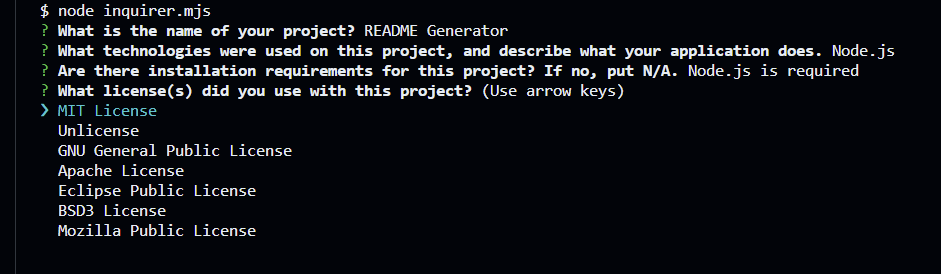 $ node inquirer.mjs
? What is the name of your project? README Generator
? What technologies were used on this project, and describe what your application does. Node.js
? Are there installation requirements for this project? If no, put N/A. Node.js is required
? What license(s) did you use with this project? (Use arrow keys)
❯ MIT License
Unlicense
GNU General Public License
Apache License
Eclipse Public License
BSD3 License
Mozilla Public License